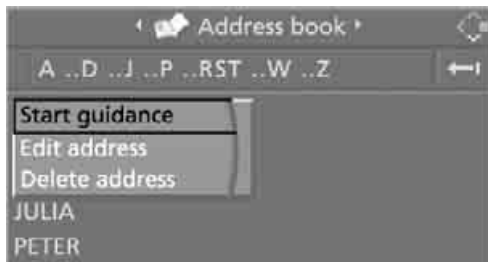 Address book
A ..D ..J ..P ..RST ..W ..Z
Start guidance
Edit address
Delete address
JULIA
PETER